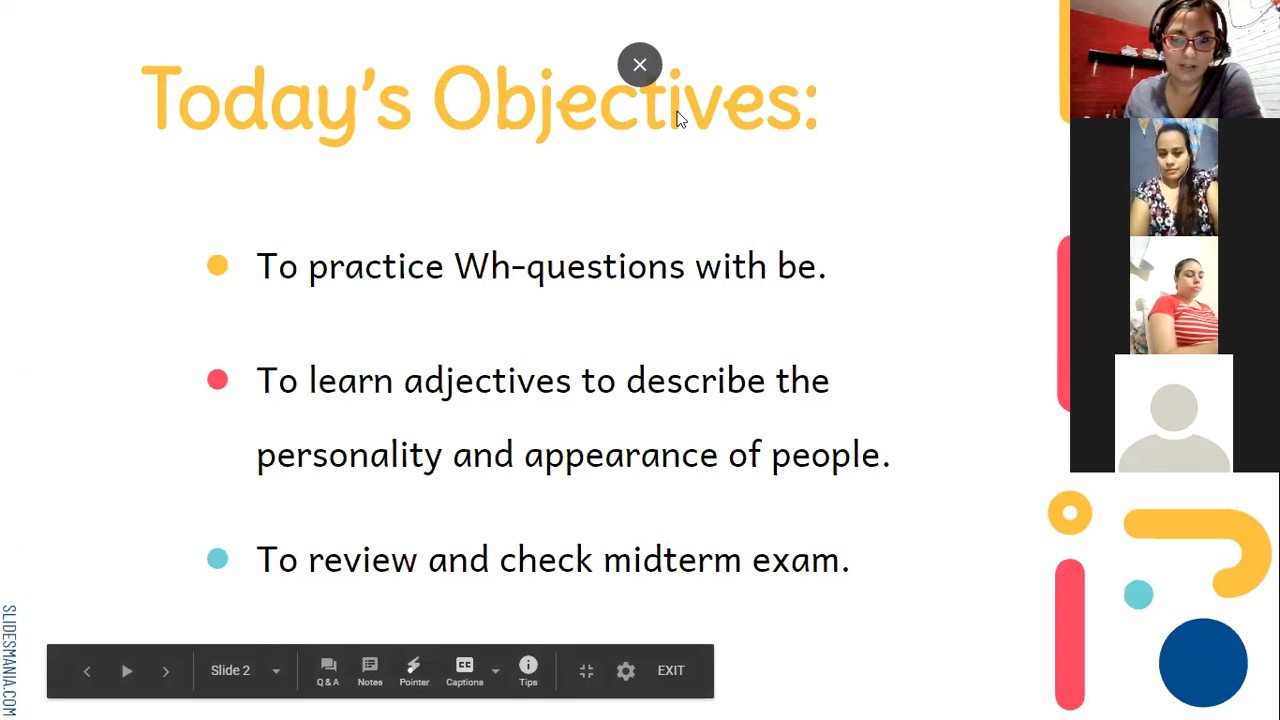 Today's Objectives:
To practice Wh-questions with be.
To learn adjectives to describe the
personality and appearance of people.
To review and check midterm exam.
SLIDESMANIA.COM
Slide 2
Q & A
Notes
Pointer
Captions
Tips
EXIT